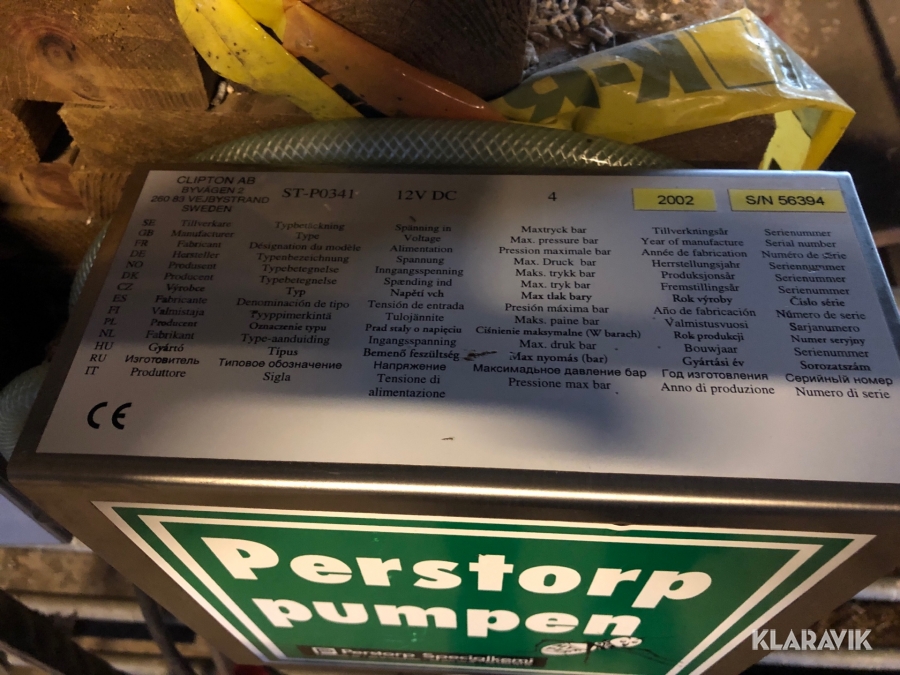 K-R
CLIPTON AB
BYVÄGEN 2
260 83 VEJBYSTRAND
SWEDEN
ST-P0341 12V DC 4 2002 S/N 56394
SE Tillverkare Typbeteckning Spänning in Maxtryck bar Tillverkningsår Serienummer
GB Manufacturer Type Voltage Max. pressure bar Year of manufacture Serial number
FR Fabricant Désignation du modèle Alimentation Pression maximale bar Année de fabrication Numéro de série
DE Hersteller Typenbezeichnung Spannung Max. Druck bar Herrstellungsjahr Seriennummer
NO Produsent Typebetegnelse Inngangsspenning Maks. trykk bar Produksjonsår Serienummer
DK Producent Typebetegnelse Spænding ind Max. tryk bar Fremstillingsår Serienummer
CZ Výrobce Typ Napětí vch Max tlak bary Rok výroby Číslo série
ES Fabricante Denominación de tipo Tensión de entrada Presión máxima bar Año de fabricación Número de serie
FI Valmistaja Tyyppimerkintä Tulojännite Maks. paine bar Valmistusvuosi Sarjanumero
PL Producent Oznaczenie typu Prad stały o napięciu Ciśnienie maksymalne (W barach) Rok produkcji Numer seryjny
NL Fabrikant Type-aanduiding Ingangsspanning Max. druk bar Bouwjaar Serienummer
HU Gyártó Típus Bemenő feszültség Max nyomás (bar) Gyártási év Sorozatszám
RU Изготовитель Типовое обозначение Напряжение Максимальное давление бар Год изготовления Серийный номер
IT Produttore Sigla Tensione di alimentazione Pressione max bar Anno di produzione Numero di serie
CE
Perstorp
pumpen
Perstorp Specialkemi
KLARAVIK